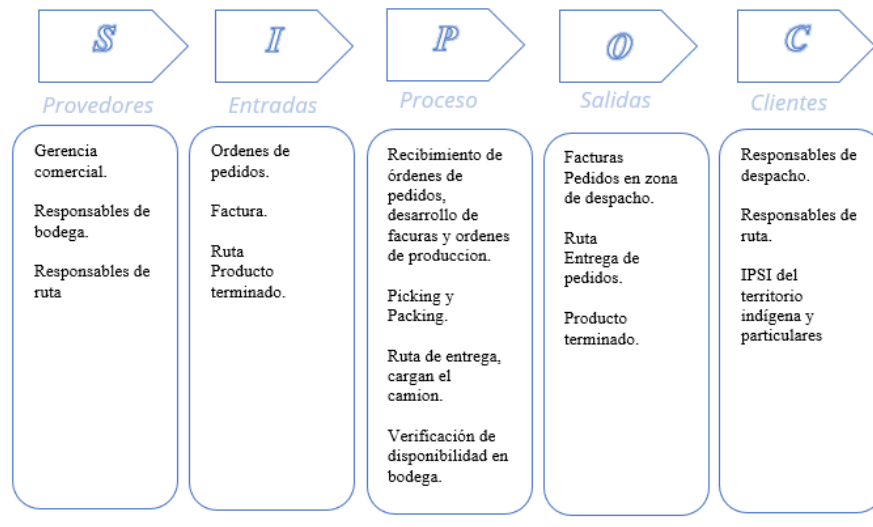 S
I
P
O
C
Provedores
Entradas
Proceso
Salidas
Clientes
Gerencia
comercial.
Responsables de
bodega.
Responsables de
ruta
Ordenes de
pedidos.
Factura.
Ruta
Producto
terminado.
Recibimiento de
órdenes de
pedidos,
desarrollo de
facuras y ordenes
de produccion.
Picking y
Packing.
Ruta de entrega,
cargan el
camion.
Verificación de
disponibilidad en
bodega.
Facturas
Pedidos en zona
de despacho.
Ruta
Entrega de
pedidos.
Producto
terminado.
Responsables de
despacho.
Responsables de
ruta.
IPSI del
territorio
indígena y
particulares